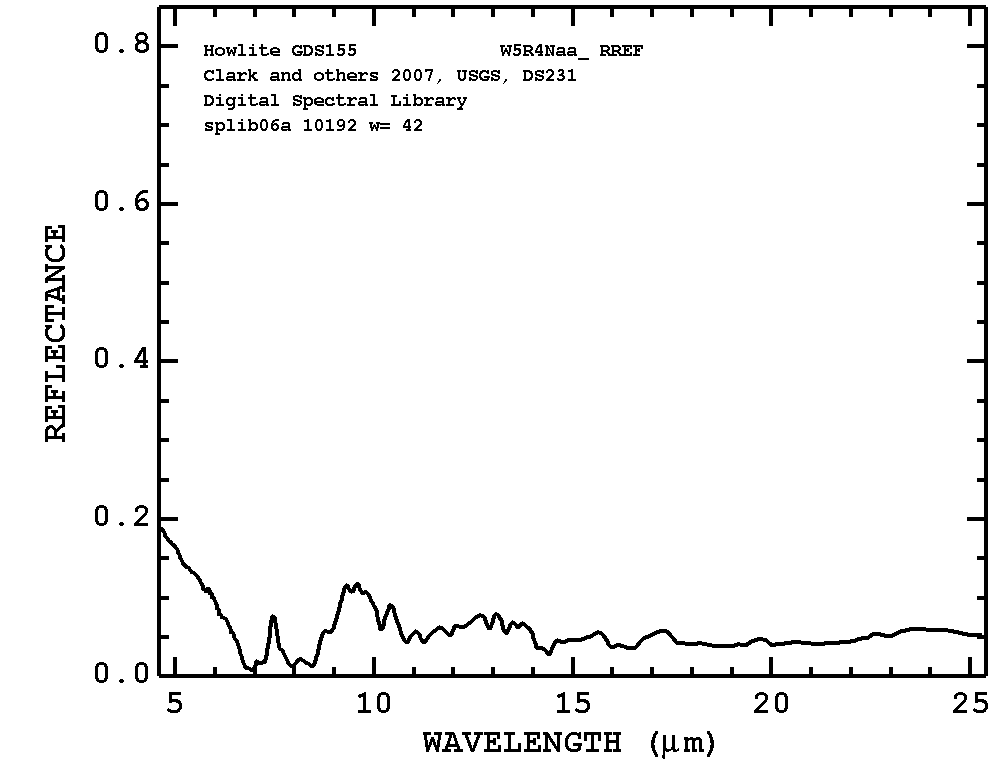 Howlite GDS155 W5R4Naa_ RREF
Clark and others 2007, USGS, DS231
Digital Spectral Library
splib06a 10192 w= 42
0.8
0.6
0.4
0.2
0.0
REFLECTANCE
5 10 15 20 25
WAVELENGTH (μm)